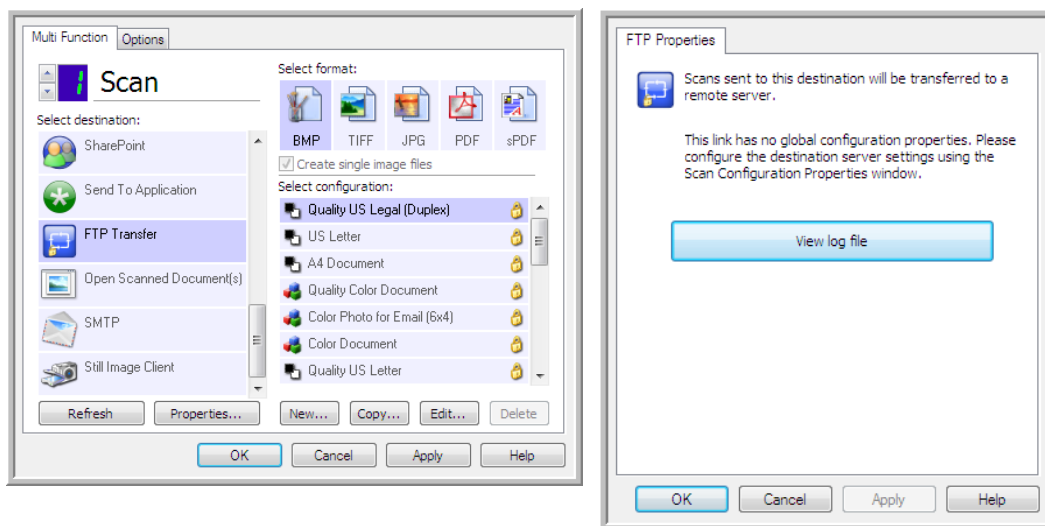 Multi Function
Options
1
Scan
Select destination:
SharePoint
Send To Application
FTP Transfer
Open Scanned Document(s)
SMTP
Still Image Client
Refresh
Properties...
Select format:
BMP
TIFF
JPG
PDF
sPDF
Create single image files
Select configuration:
Quality US Legal (Duplex)
US Letter
A4 Document
Quality Color Document
Color Photo for Email (6x4)
Color Document
Quality US Letter
New...
Copy...
Edit...
Delete
OK
Cancel
Apply
Help
FTP Properties
Scans sent to this destination will be transferred to a
remote server.
This link has no global configuration properties. Please
configure the destination server settings using the
Scan Configuration Properties window.
View log file
OK
Cancel
Apply
Help